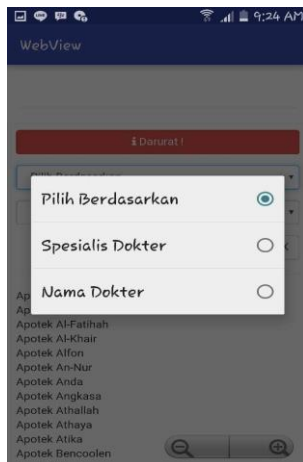 9:24 AM
WebView
i Darurat !
Pilih Berdasarkan
Spesialis Dokter
Nama Dokter
Apotek Al-Fatihah
Apotek Al-Khair
Apotek Alfon
Apotek An-Nur
Apotek Anda
Apotek Angkasa
Apotek Athallah
Apotek Athaya
Apotek Atika
Apotek Bencoolen